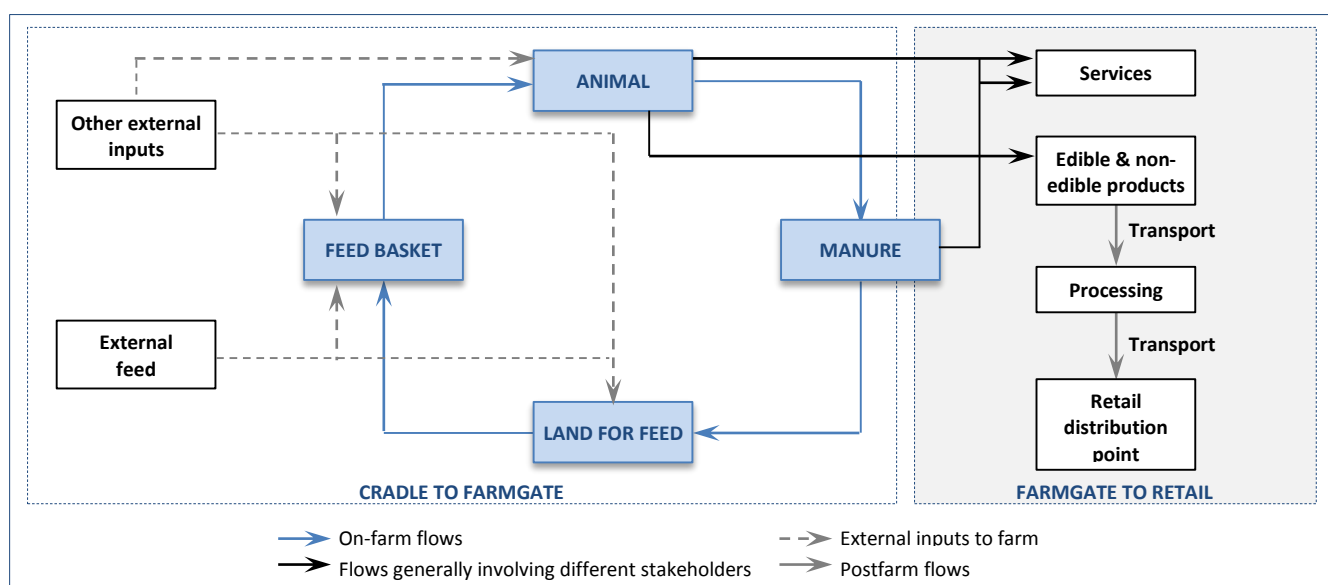 ANIMAL
Services
Other external
inputs
Edible & non-
edible products
Transport
FEED BASKET
MANURE
Processing
External
feed
Transport
LAND FOR FEED
Retail
distribution
point
CRADLE TO FARMGATE
FARMGATE TO RETAIL
On-farm flows
External inputs to farm
Flows generally involving different stakeholders
Postfarm flows